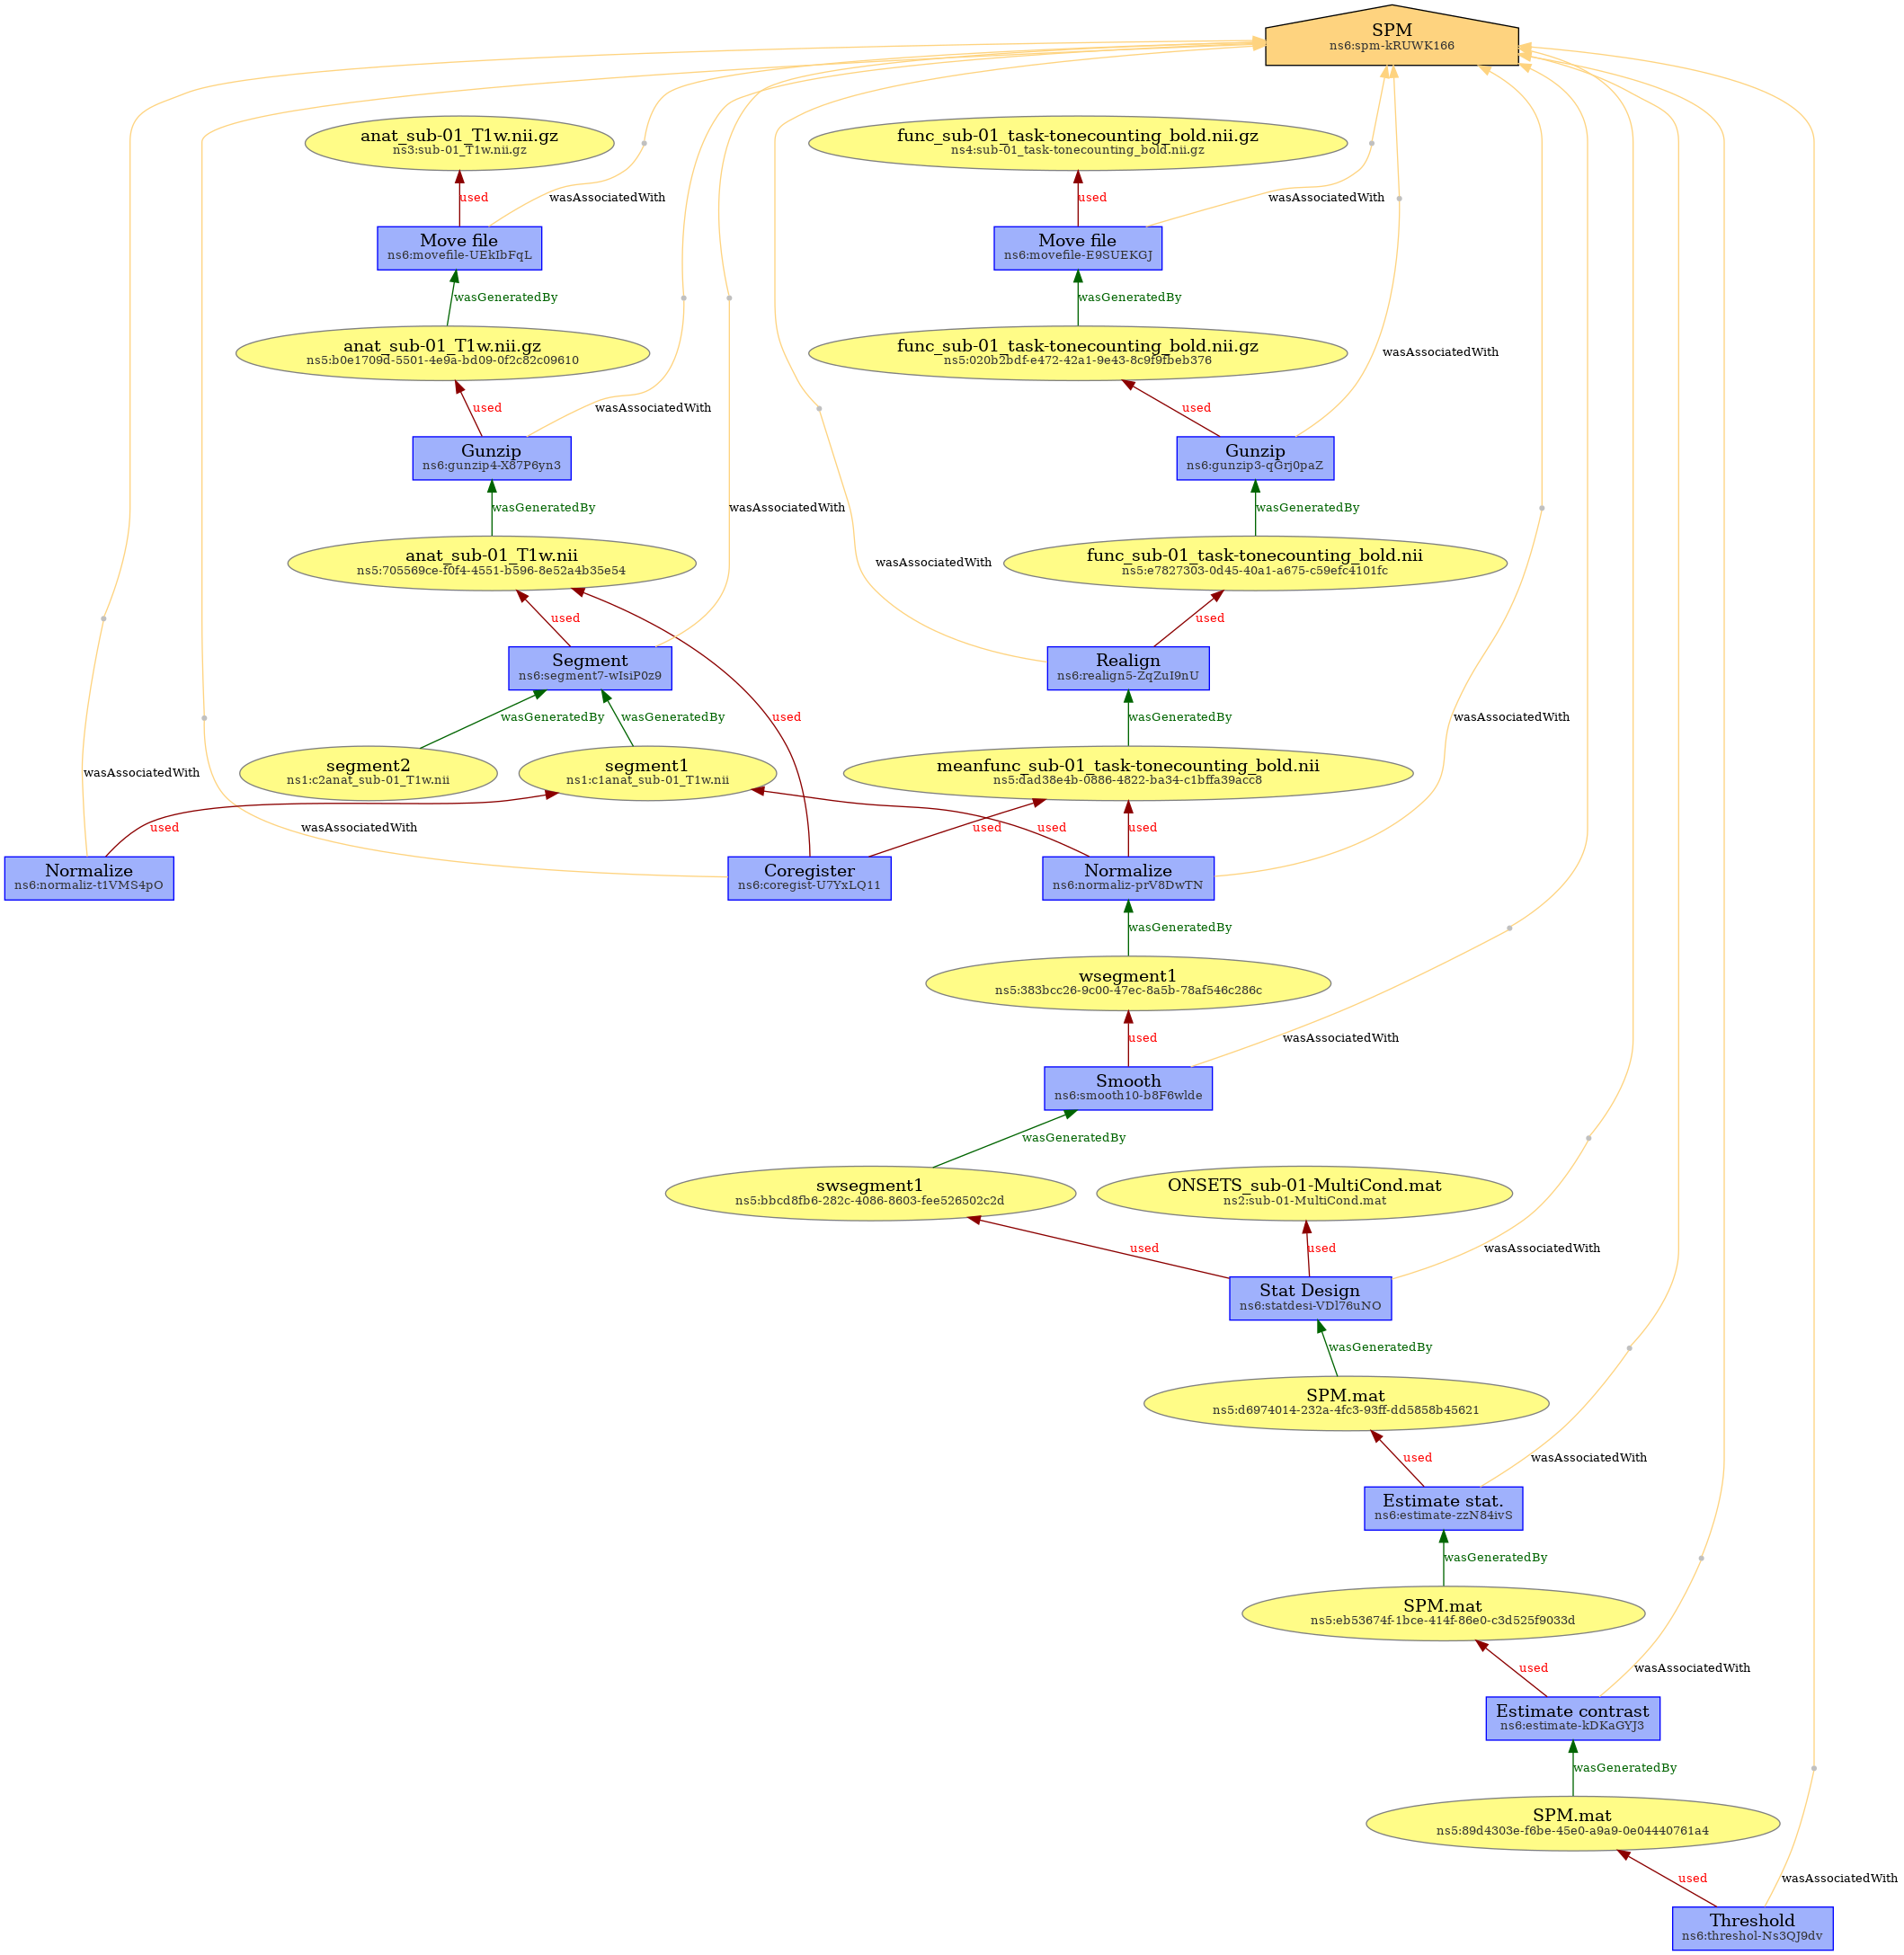 SPM
ns6:spm-kRUWK166
anat_sub-01_T1w.nii.gz
ns3:sub-01_T1w.nii.gz
func_sub-01_task-tonecounting_bold.nii.gz
ns4:sub-01_task-tonecounting_bold.nii.gz
used
wasAssociatedWith
used
wasAssociatedWith
Move file
ns6:movefile-UEkIbFqL
Move file
ns6:movefile-E9SUEKGJ
wasGeneratedBy
wasGeneratedBy
anat_sub-01_T1w.nii.gz
ns5:b0e1709d-5501-4e9a-bd09-0f2c82c09610
func_sub-01_task-tonecounting_bold.nii.gz
ns5:020b2bdf-e472-42a1-9e43-8c9f9fbeb376
wasAssociatedWith
used
wasAssociatedWith
used
Gunzip
ns6:gunzip4-X87P6yn3
Gunzip
ns6:gunzip3-qGrj0paZ
wasGeneratedBy
wasAssociatedWith
wasGeneratedBy
anat_sub-01_T1w.nii
ns5:705569ce-f0f4-4551-b596-8e52a4b35e54
wasAssociatedWith
func_sub-01_task-tonecounting_bold.nii
ns5:e7827303-0d45-40a1-a675-c59efc4101fc
used
used
Segment
ns6:segment7-wIsiP0z9
Realign
ns6:realign5-ZqZuI9nU
wasGeneratedBy
wasGeneratedBy
used
wasGeneratedBy
wasAssociatedWith
segment2
ns1:c2anat_sub-01_T1w.nii
segment1
ns1:c1anat_sub-01_T1w.nii
meanfunc_sub-01_task-tonecounting_bold.nii
ns5:dad38e4b-0886-4822-ba34-c1bffa39acc8
wasAssociatedWith
used
wasAssociatedWith
used
used
used
Normalize
ns6:normaliz-t1VMS4pO
Coregister
ns6:coregist-U7YxLQ11
Normalize
ns6:normaliz-prV8DwTN
wasGeneratedBy
wsegment1
ns5:383bcc26-9c00-47ec-8a5b-78af546c286c
used
wasAssociatedWith
Smooth
ns6:smooth10-b8F6wlde
wasGeneratedBy
swsegment1
ns5:bbcd8fb6-282c-4086-8603-fee526502c2d
ONSETS_sub-01-MultiCond.mat
ns2:sub-01-MultiCond.mat
used
used
wasAssociatedWith
Stat Design
ns6:statdesi-VDl76uNO
wasGeneratedBy
SPM.mat
ns5:d6974014-232a-4fc3-93ff-dd5858b45621
used
wasAssociatedWith
Estimate stat.
ns6:estimate-zzN84ivS
wasGeneratedBy
SPM.mat
ns5:eb53674f-1bce-414f-86e0-c3d525f9033d
used
wasAssociatedWith
Estimate contrast
ns6:estimate-kDKaGYJ3
wasGeneratedBy
SPM.mat
ns5:89d4303e-f6be-45e0-a9a9-0e04440761a4
used
wasAssociatedWith
Threshold
ns6:threshol-Ns3QJ9dv